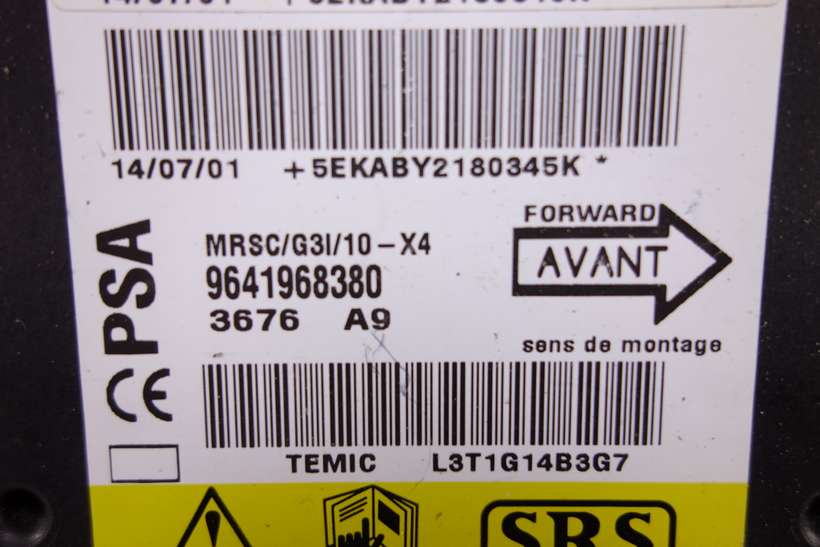 14/07/01 +5EKABY2180345K *
PSA
MRSC/G3I/10-X4
9641968380
3676 A9
FORWARD
AVANT
sens de montage
CE
TEMIC L3T1G14B3G7
SRS